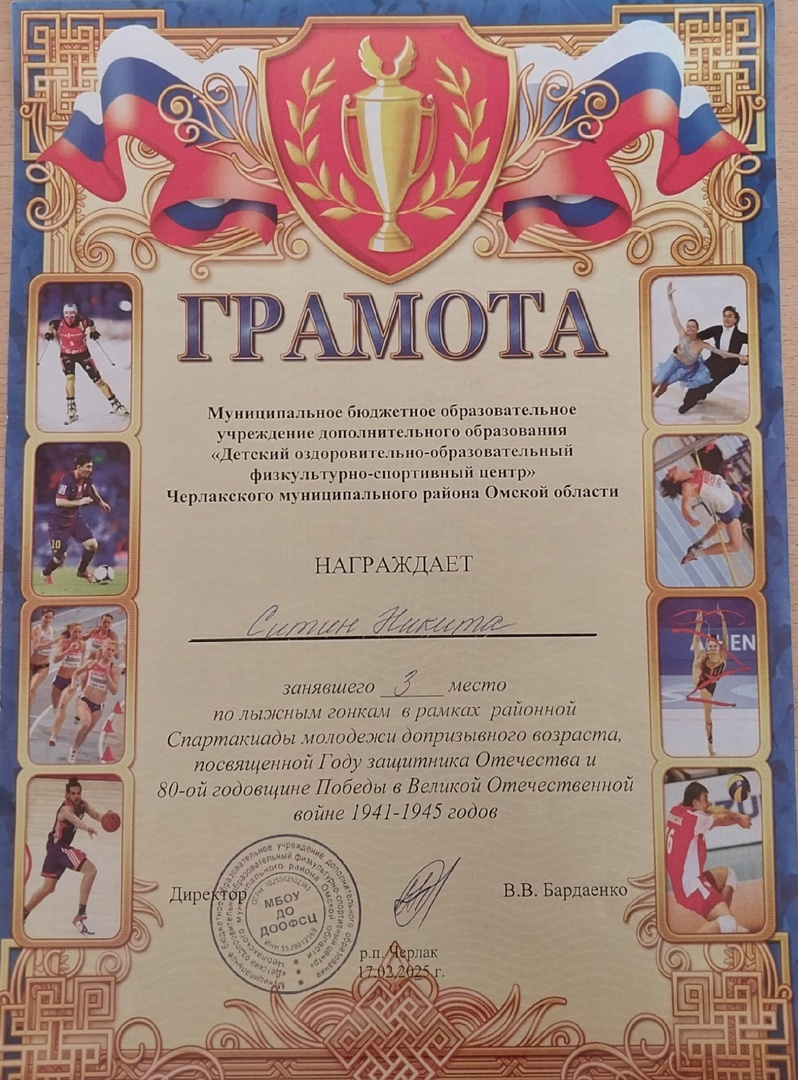 ГРАМОТА
Муниципальное бюджетное образовательное
учреждение дополнительного образования
«Детский оздоровительно-образовательный
физкультурно-спортивный центр»
Черлакского муниципального района Омской области
НАГРАЖДАЕТ
Ситин Никита
занявшего 3 место
по лыжным гонкам в рамках районной
Спартакиады молодежи допризывного возраста,
посвященной Году защитника Отечества и
80-ой годовщине Победы в Великой Отечественной
войне 1941-1945 годов
Директор
В.В. Бардаенко
МБОУ
ДО
ДООФСЦ
р.п. Черлак
17.02.2025 г.
10